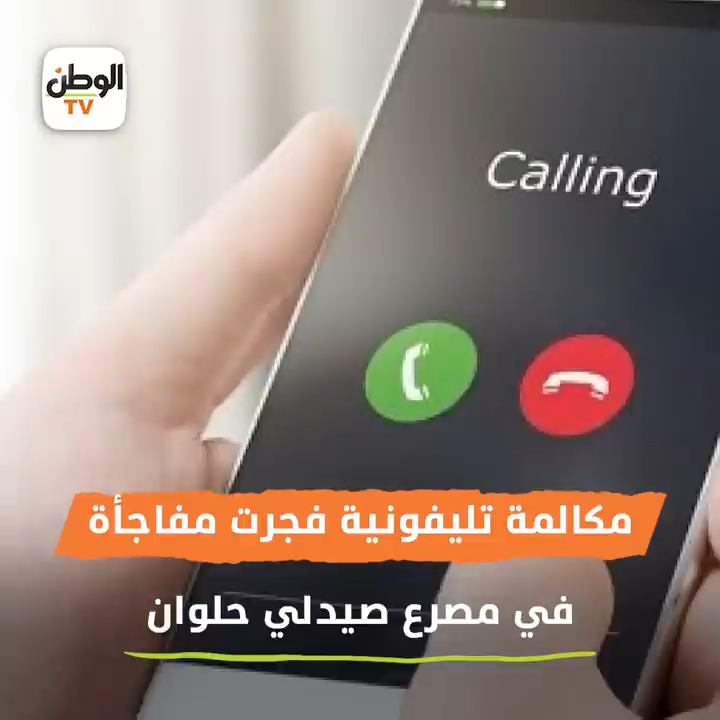 الوطن
TV
Calling
مكالمة تليفونية فجرت مفاجأة
في مصرع صيدلي حلوان